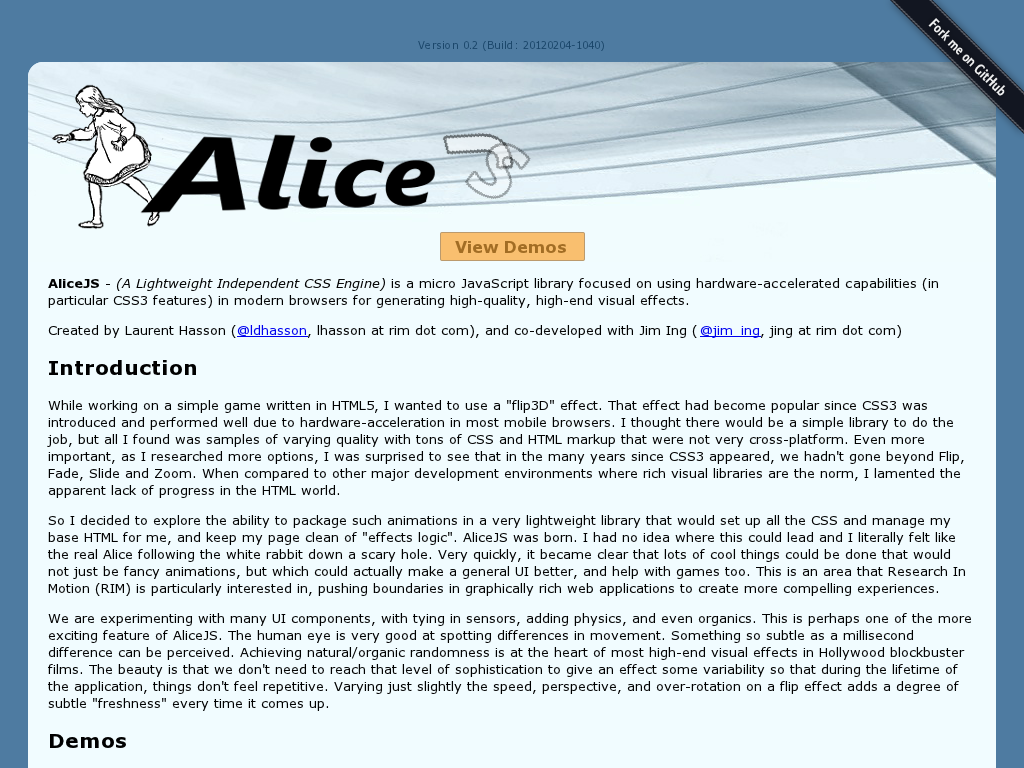 Version 0.2 (Build: 20120204-1040)
Fork me on GitHub
Alice JS
View Demos
AliceJS - (A Lightweight Independent CSS Engine) is a micro JavaScript library focused on using hardware-accelerated capabilities (in
particular CSS3 features) in modern browsers for generating high-quality, high-end visual effects.
Created by Laurent Hasson (@ldhasson, lhasson at rim dot com), and co-developed with Jim Ing (@jim_ing, jing at rim dot com)
Introduction
While working on a simple game written in HTML5, I wanted to use a "flip3D" effect. That effect had become popular since CSS3 was
introduced and performed well due to hardware-acceleration in most mobile browsers. I thought there would be a simple library to do the
job, but all I found was samples of varying quality with tons of CSS and HTML markup that were not very cross-platform. Even more
important, as I researched more options, I was surprised to see that in the many years since CSS3 appeared, we hadn't gone beyond Flip,
Fade, Slide and Zoom. When compared to other major development environments where rich visual libraries are the norm, I lamented the
apparent lack of progress in the HTML world.
So I decided to explore the ability to package such animations in a very lightweight library that would set up all the CSS and manage my
base HTML for me, and keep my page clean of "effects logic". AliceJS was born. I had no idea where this could lead and I literally felt like
the real Alice following the white rabbit down a scary hole. Very quickly, it became clear that lots of cool things could be done that would
not just be fancy animations, but which could actually make a general UI better, and help with games too. This is an area that Research In
Motion (RIM) is particularly interested in, pushing boundaries in graphically rich web applications to create more compelling experiences.
We are experimenting with many UI components, with tying in sensors, adding physics, and even organics. This is perhaps one of the more
exciting feature of AliceJS. The human eye is very good at spotting differences in movement. Something so subtle as a millisecond
difference can be perceived. Achieving natural/organic randomness is at the heart of most high-end visual effects in Hollywood blockbuster
films. The beauty is that we don't need to reach that level of sophistication to give an effect some variability so that during the lifetime of
the application, things don't feel repetitive. Varying just slightly the speed, perspective, and over-rotation on a flip effect adds a degree of
subtle "freshness" every time it comes up.
Demos